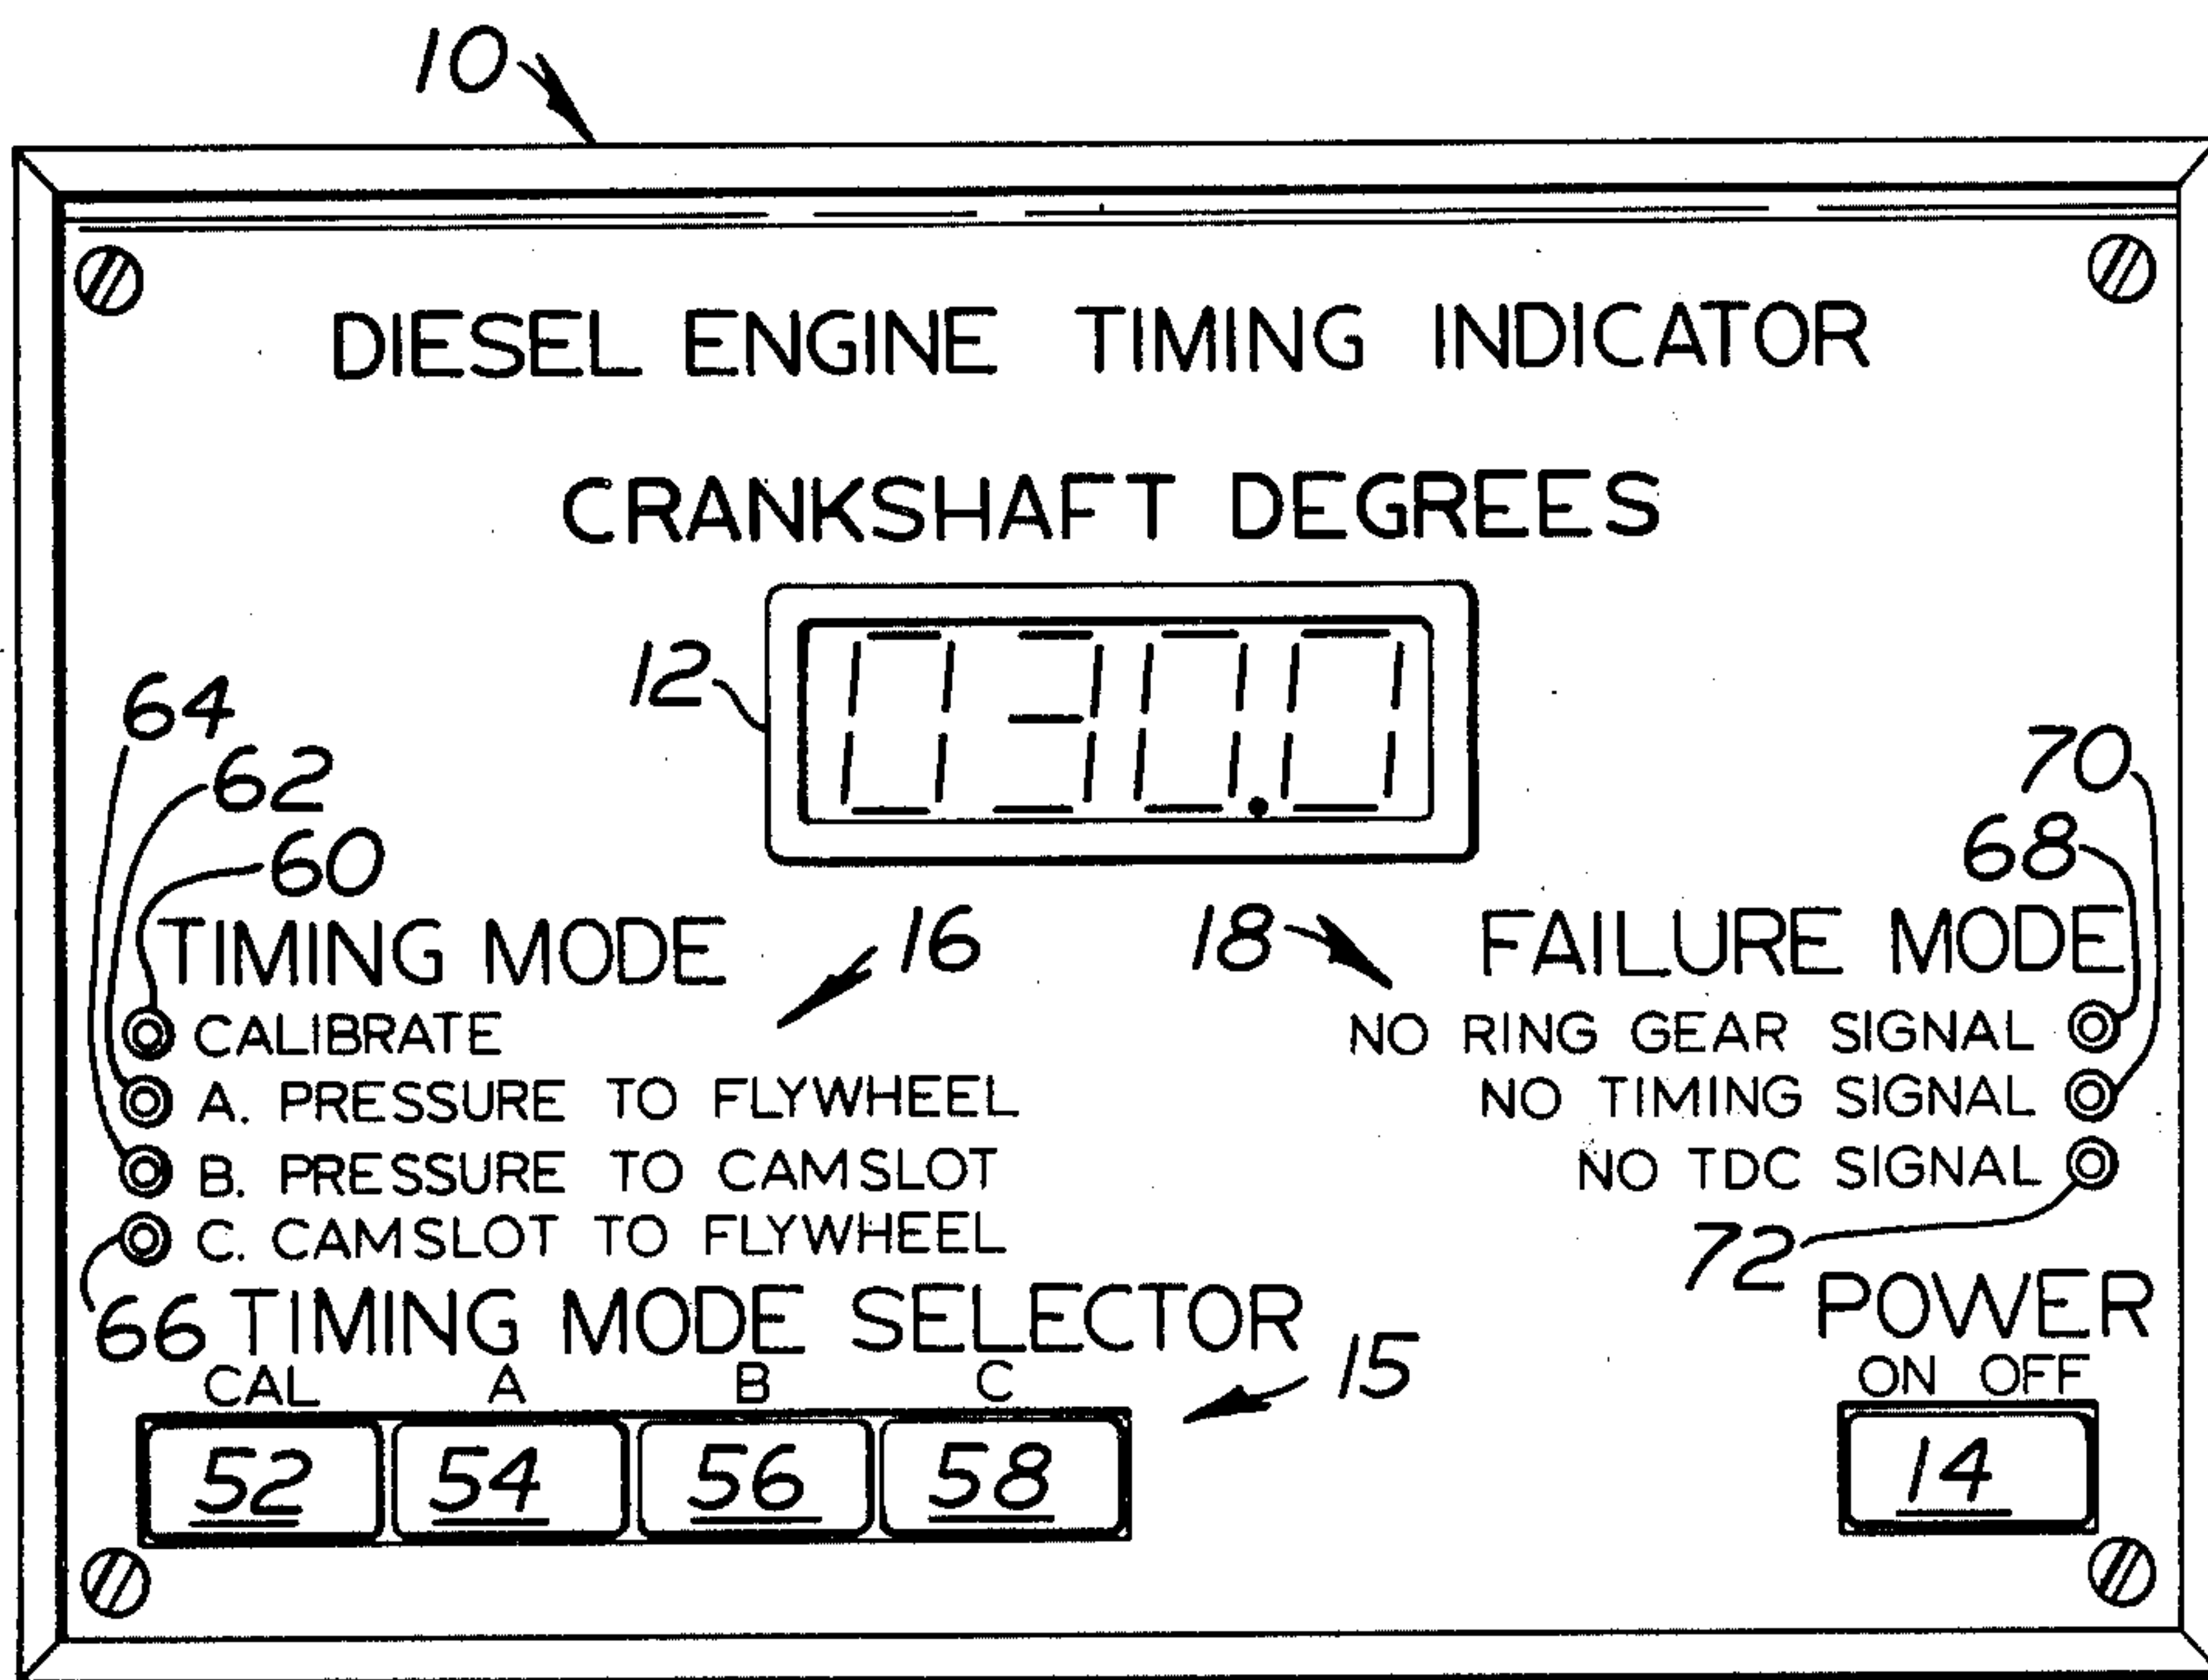 10
DIESEL ENGINE TIMING INDICATOR
CRANKSHAFT DEGREES
12
030.0
64
62
60
70
68
TIMING MODE
16
18
FAILURE MODE
CALIBRATE
NO RING GEAR SIGNAL
A. PRESSURE TO FLYWHEEL
NO TIMING SIGNAL
B. PRESSURE TO CAMSLOT
NO TDC SIGNAL
C. CAMSLOT TO FLYWHEEL
72
66
TIMING MODE SELECTOR
15
POWER
CAL A B C
ON OFF
52 54 56 58
14